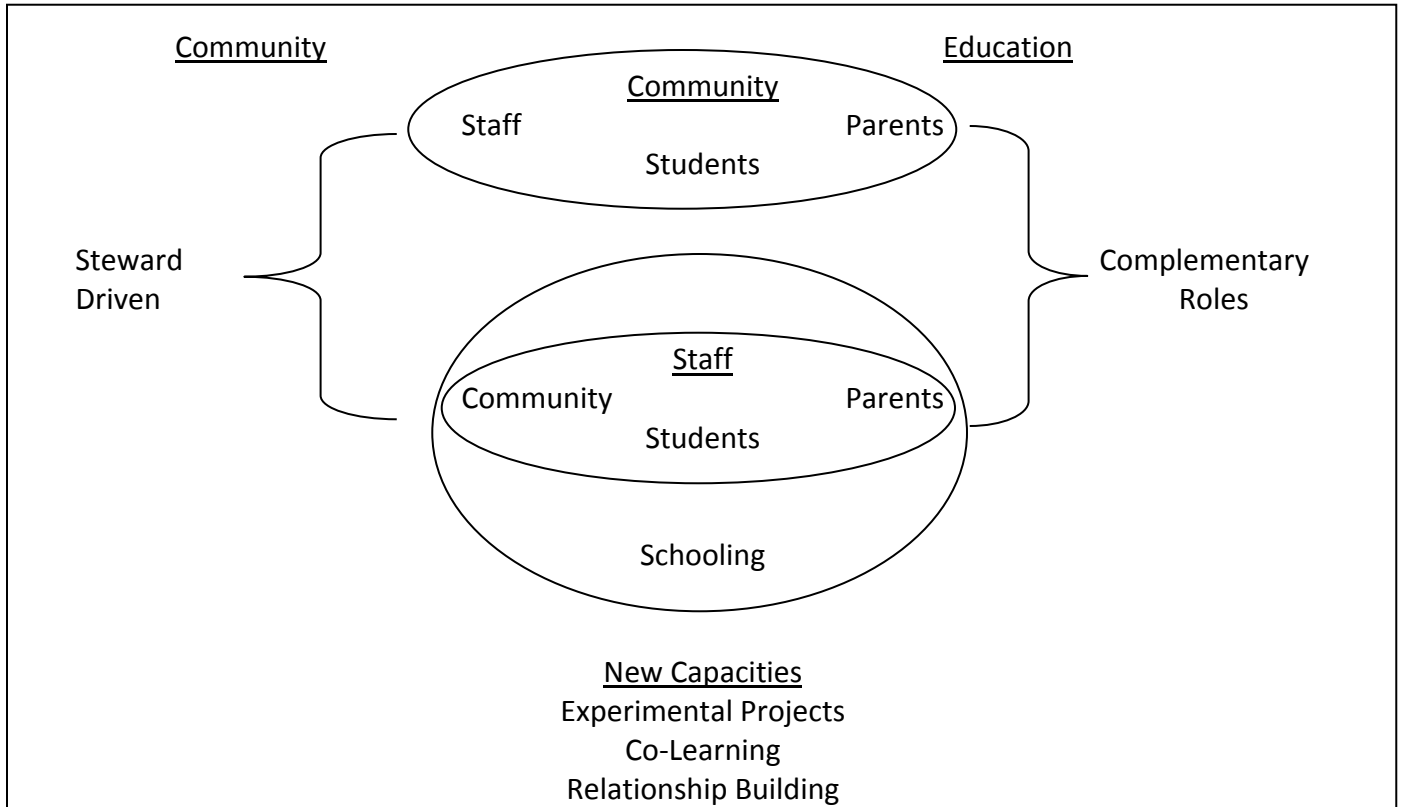 Community
Education
Community
Staff
Parents
Students
Steward
Driven
Complementary
Roles
Staff
Community
Parents
Students
Schooling
New Capacities
Experimental Projects
Co-Learning
Relationship Building